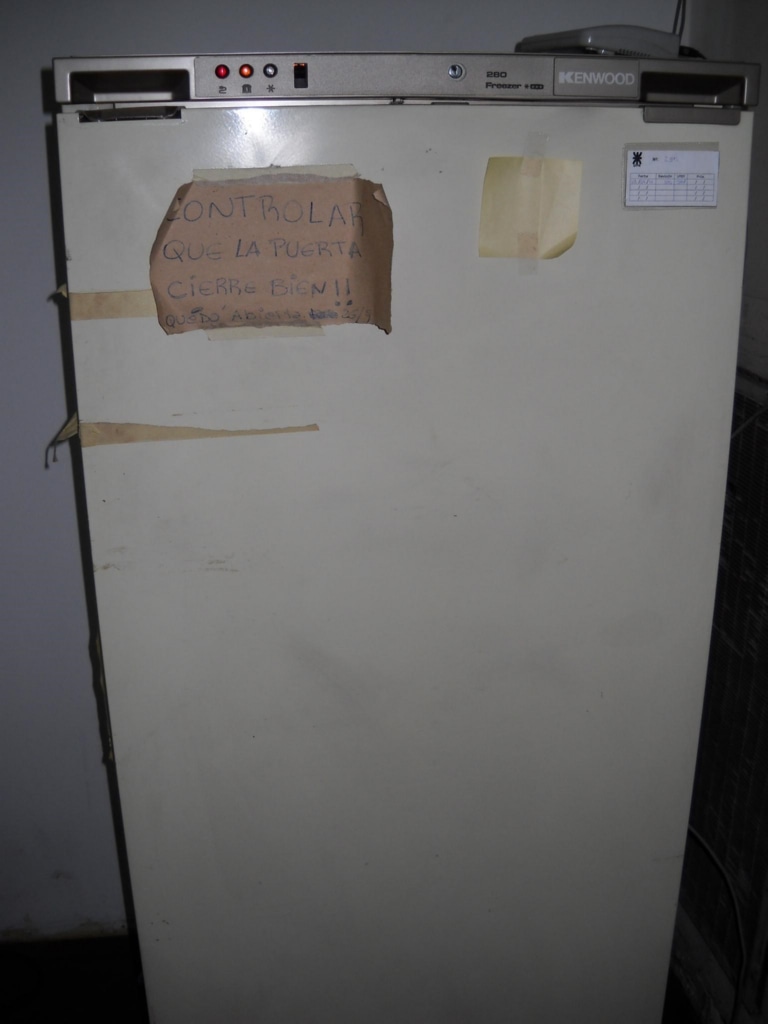 280
Freezer
KENWOOD
CONTROLAR
QUE LA PUERTA
CIERRE BIEN!!
QUEDÓ ABIERTA